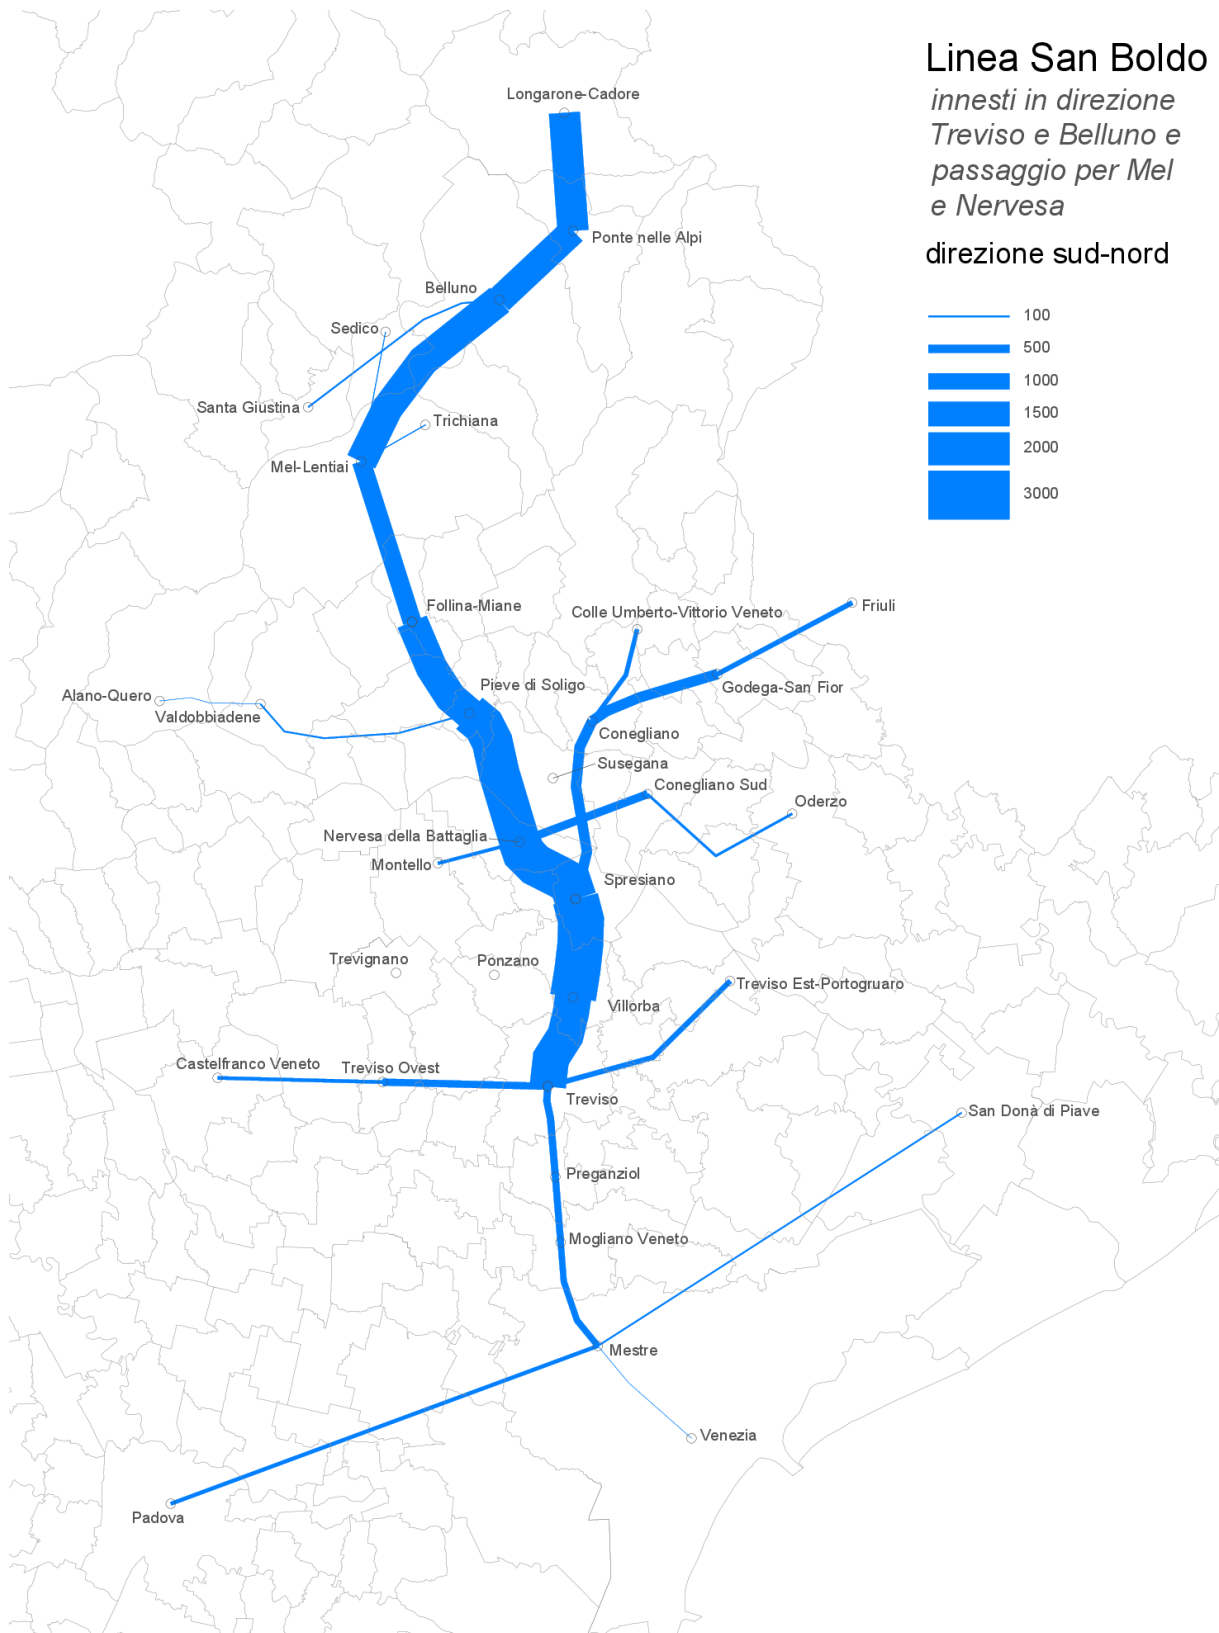 Linea San Boldo
innesti in direzione
Treviso e Belluno e
passaggio per Mel
e Nervesa
direzione sud-nord
100
500
1000
1500
2000
3000
Longarone-Cadore
Ponte nelle Alpi
Belluno
Sedico
Santa Giustina
Trichiana
Mel-Lentiai
Follina-Miane
Colle Umberto-Vittorio Veneto
Friuli
Pieve di Soligo
Godega-San Fior
Alano-Quero
Valdobbiadene
Conegliano
Susegana
Conegliano Sud
Oderzo
Nervesa della Battaglia
Montello
Spresiano
Trevignano
Ponzano
Treviso Est-Portogruaro
Villorba
Castelfranco Veneto
Treviso Ovest
Treviso
San Donà di Piave
Preganziol
Mogliano Veneto
Mestre
Venezia
Padova